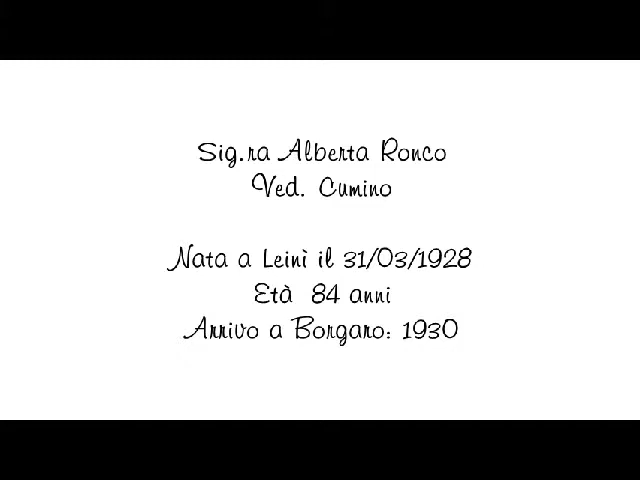 Sig.ra Alberta Ronco
Ved. Cumino
Nata a Leinì il 31/03/1928
Età 84 anni
Arrivo a Borgaro: 1930